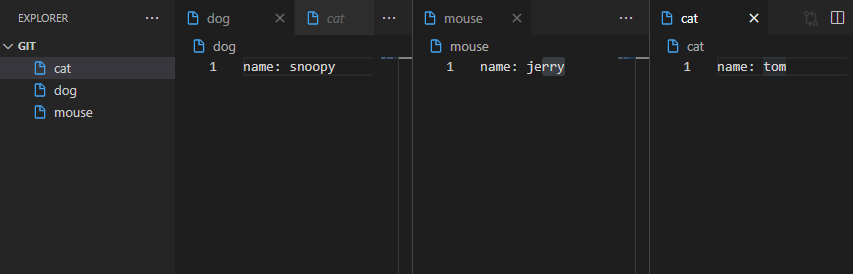 EXPLORER ···
GIT
cat
dog
mouse
dog cat ···
dog
1 name: snoopy
mouse ···
mouse
1 name: jerry
cat
cat
1 name: tom